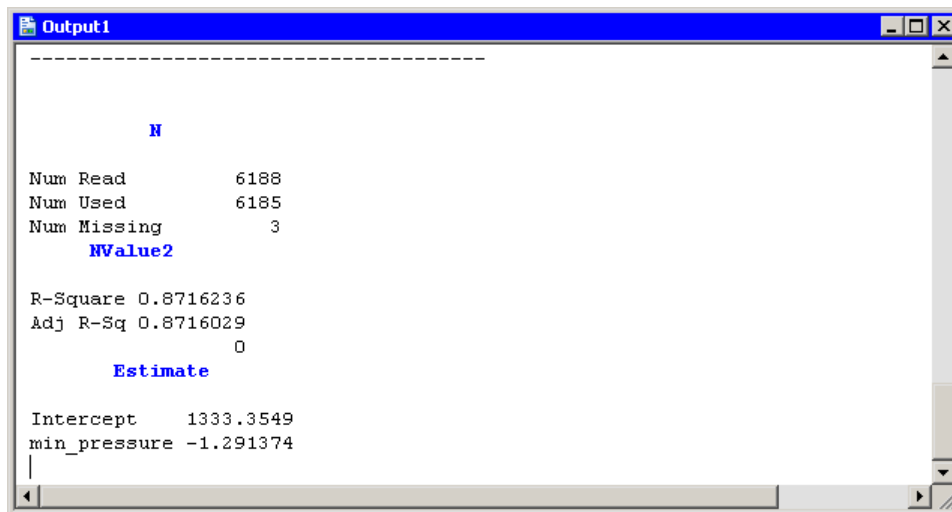 Output1
--------------------------------------
N
Num Read 6188
Num Used 6185
Num Missing 3
NValue2
R-Square 0.8716236
Adj R-Sq 0.8716029
0
Estimate
Intercept 1333.3549
min_pressure -1.291374